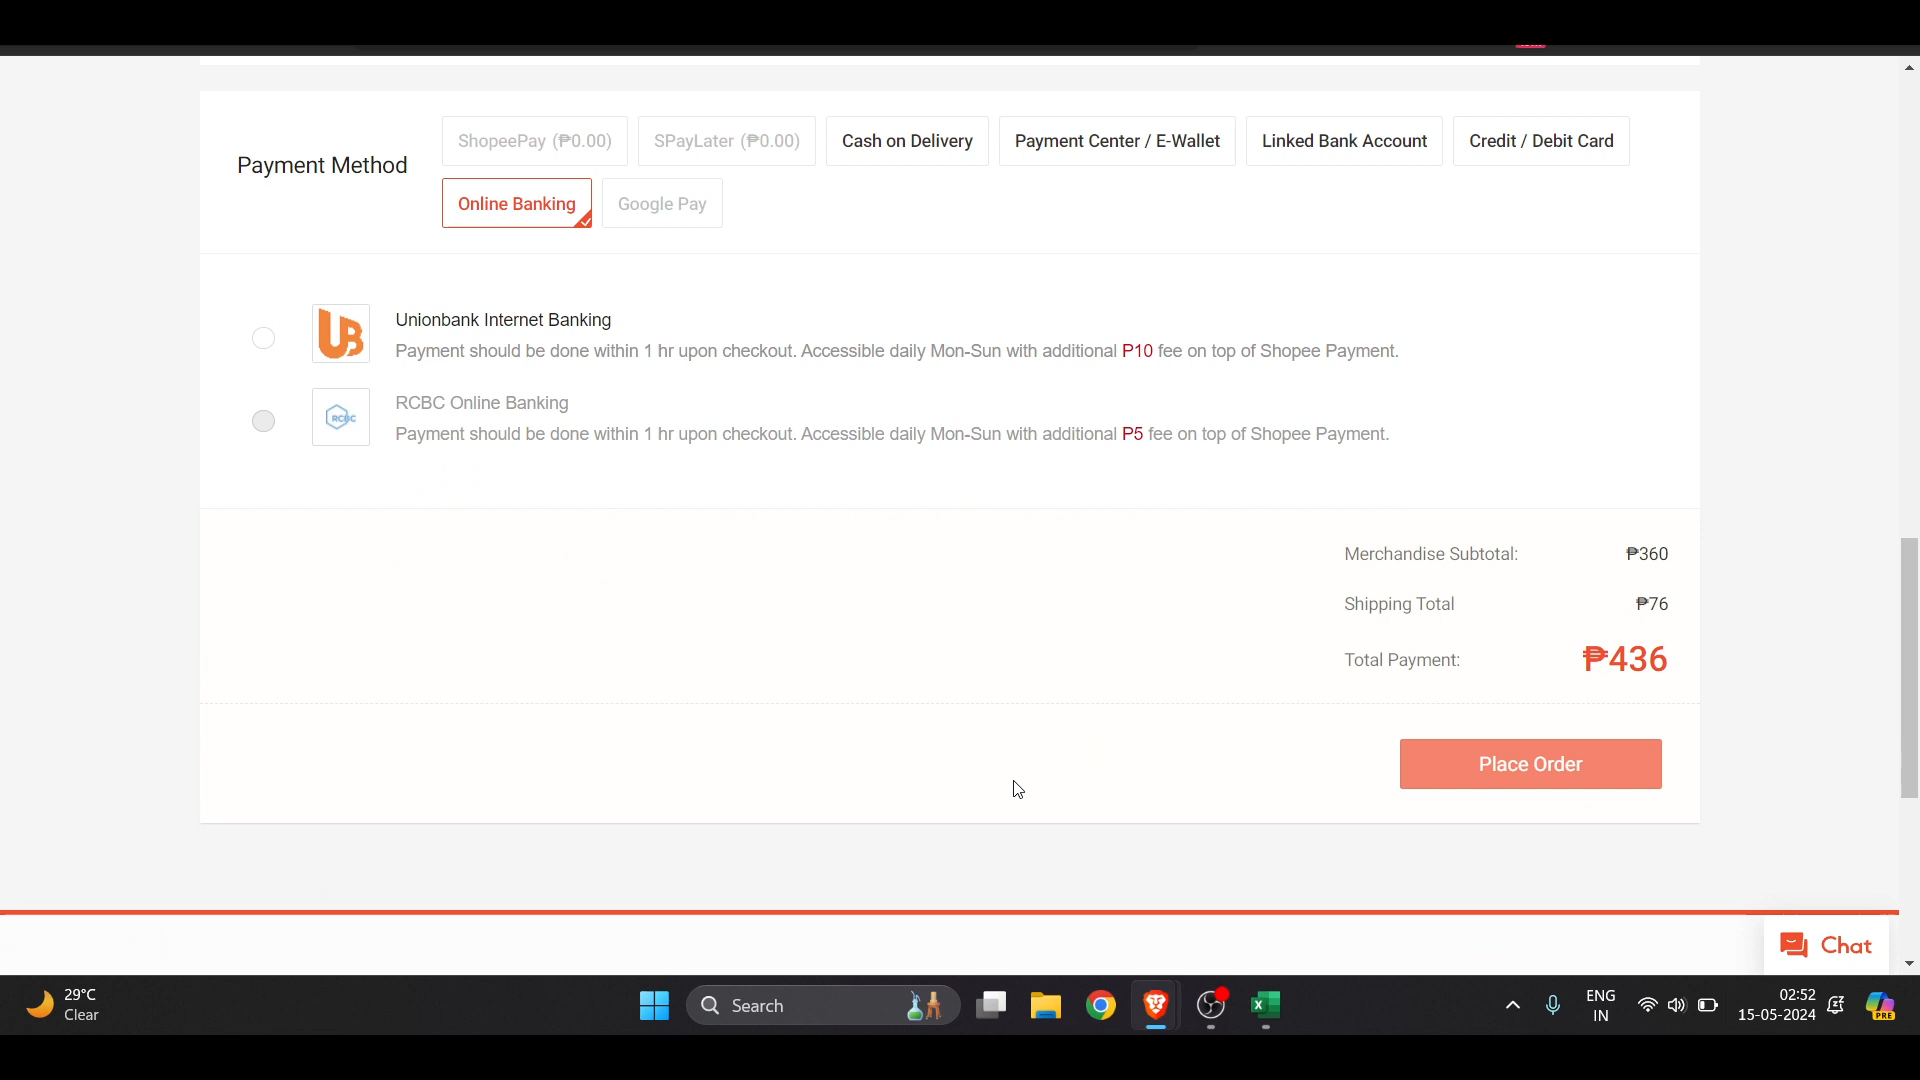 Payment Method
ShopeePay (₱0.00) SPayLater (₱0.00) Cash on Delivery Payment Center / E-Wallet Linked Bank Account Credit / Debit Card
Online Banking Google Pay
UB
Unionbank Internet Banking
Payment should be done within 1 hr upon checkout. Accessible daily Mon-Sun with additional P10 fee on top of Shopee Payment.
RCBC
RCBC Online Banking
Payment should be done within 1 hr upon checkout. Accessible daily Mon-Sun with additional P5 fee on top of Shopee Payment.
Merchandise Subtotal: ₱360
Shipping Total ₱76
Total Payment: ₱436
Place Order
Chat
29°C
Clear
Search
ENG
IN
02:52
15-05-2024
PRE